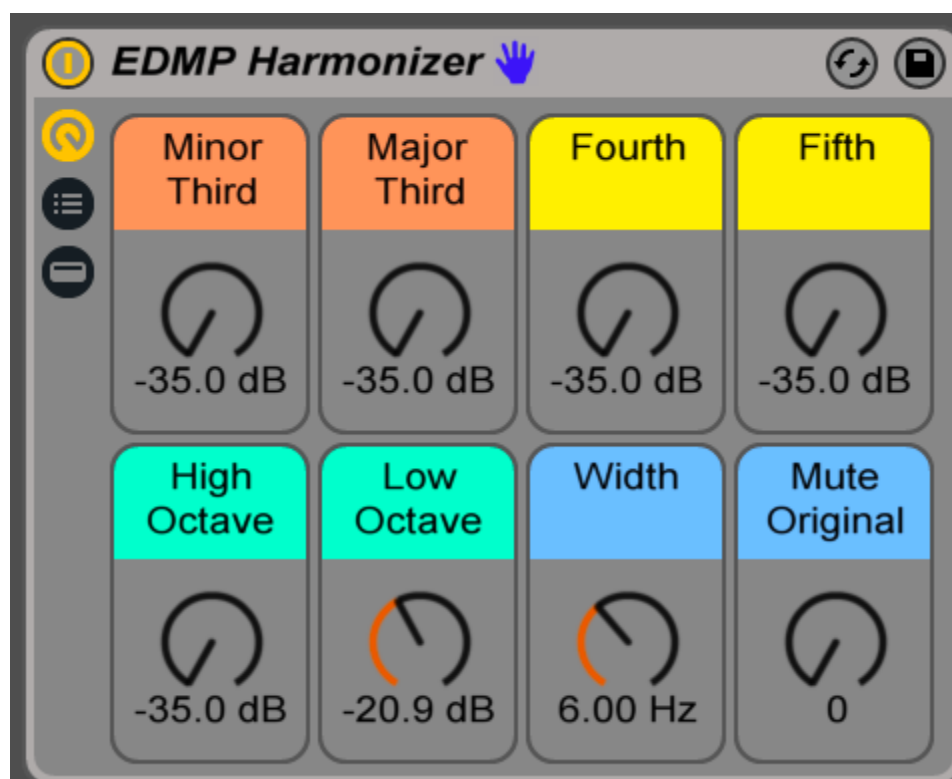 EDMP Harmonizer
Minor
Third
Major
Third
Fourth
Fifth
-35.0 dB
-35.0 dB
-35.0 dB
-35.0 dB
High
Octave
Low
Octave
Width
Mute
Original
-35.0 dB
-20.9 dB
6.00 Hz
0